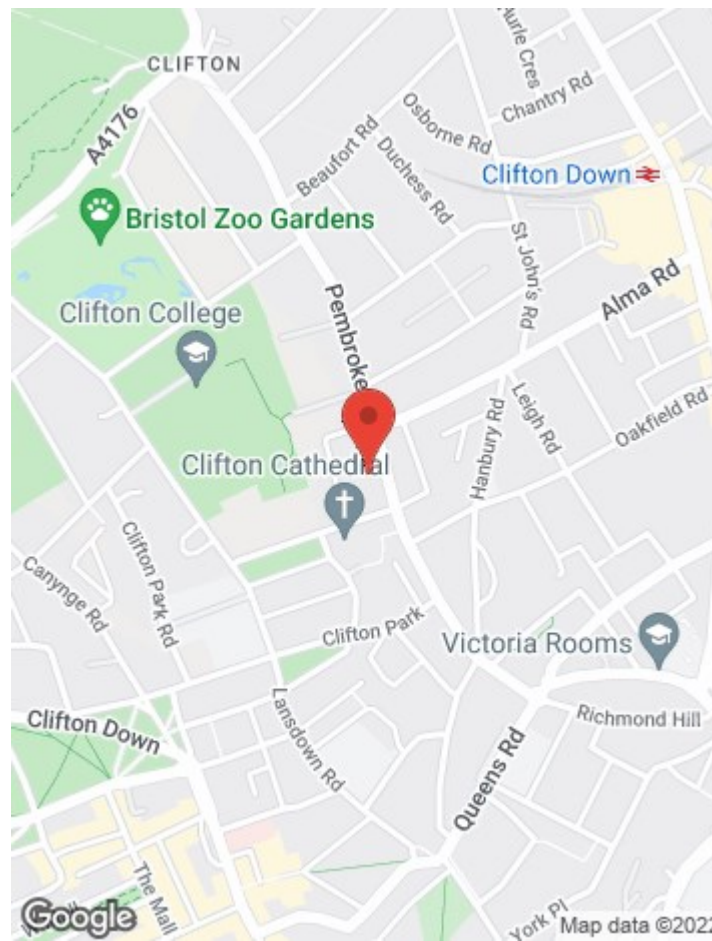 CLIFTON
A4176
Aurle Cres
Chantry Rd
Osborne Rd
Beaufort Rd
Duchess Rd
Clifton Down
Bristol Zoo Gardens
St John's Rd
Alma Rd
Clifton College
Pembroke
Leigh Rd
Oakfield Rd
Hanbury Rd
Clifton Cathedral
Clifton Park Rd
Canynge Rd
Clifton Park
Victoria Rooms
Clifton Down
Lansdown Rd
Richmond Hill
Queens Rd
The Mall
York Pl
Google
Map data ©2022